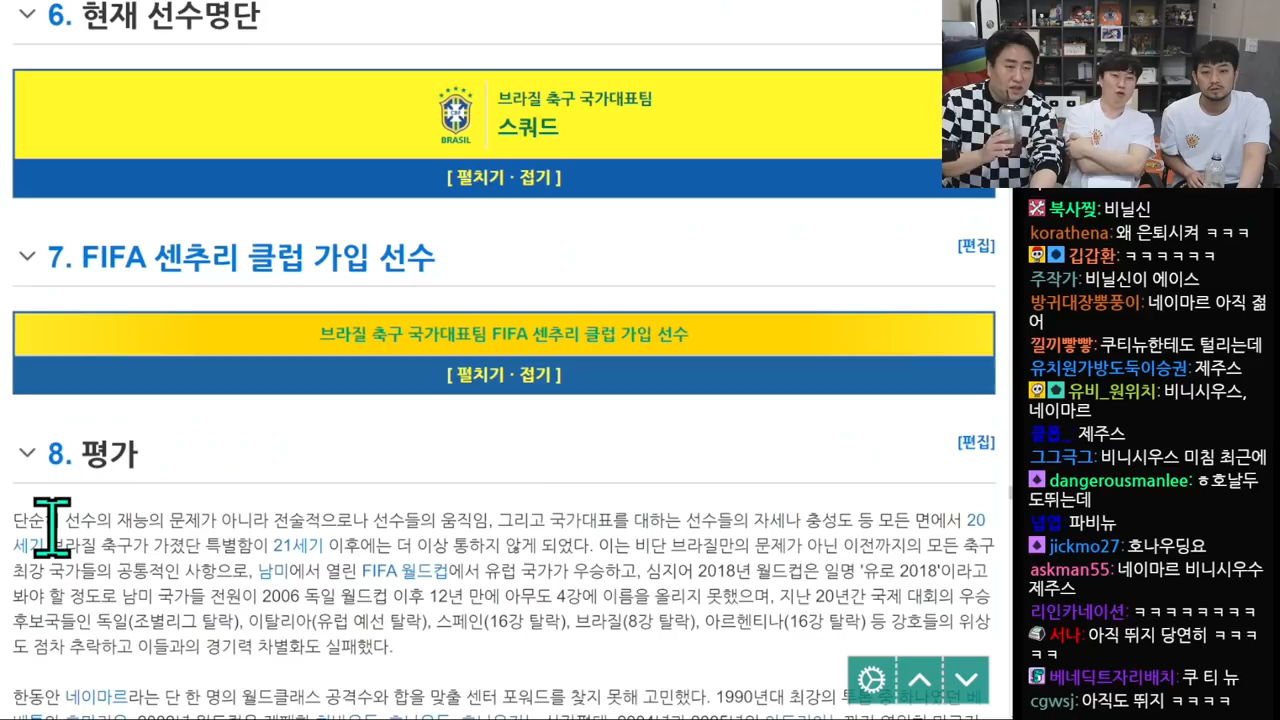 6. 현재 선수명단
BRASIL
브라질 축구 국가대표팀
스쿼드
[ 펼치기 · 접기 ]
7. FIFA 센추리 클럽 가입 선수
[편집]
브라질 축구 국가대표팀 FIFA 센추리 클럽 가입 선수
[ 펼치기 · 접기 ]
8. 평가
[편집]
선수의 재능의 문제가 아니라 전술적으로나 선수들의 움직임, 그리고 국가대표를 대하는 선수들의 자세나 충성도 등 모든 면에서 20
세기 브라질 축구가 가졌단 특별함이 21세기 이후에는 더 이상 통하지 않게 되었다. 이는 비단 브라질만의 문제가 아닌 이전까지의 모든 축구
최강 국가들의 공통적인 사항으로, 남미에서 열린 FIFA 월드컵에서 유럽 국가가 우승하고, 심지어 2018년 월드컵은 일명 '유로 2018'이라고
봐야 할 정도로 남미 국가들 전원이 2006 독일 월드컵 이후 12년 만에 아무도 4강에 이름을 올리지 못했으며, 지난 20년간 국제 대회의 우승
후보국들인 독일(조별리그 탈락), 이탈리아(유럽 예선 탈락), 스페인(16강 탈락), 브라질(8강 탈락), 아르헨티나(16강 탈락) 등 강호들의 위상
도 점차 추락하고 이들과의 경기력 차별화도 실패했다.
한동안 네이마르라는 단 한 명의 월드클래스 공격수와 합을 맞출 센터 포워드를 찾지 못해 고민했다. 1990년대 최강의 투톱
북사찢: 비닐신
korathena: 왜 은퇴시켜 ㅋㅋㅋ
김갑환: ㅋㅋㅋㅋㅋㅋ
주작가: 비닐신이 에이스
방귀대장뿡풍이: 네이마르 아직 젊
어
낄끼빻빻: 쿠티뉴한테도 털리는데
유치원가방도둑이승권: 제주스
유비_원위치: 비니시우스,
네이마르
제주스
그그극그: 비니시우스 미침 최근에
dangerousmanlee: ㅎ호날두
도뛰는데
넙업 파비뉴
jickmo27: 호나우딩요
askman55: 네이마르 비니시우수
제주스
리인카네이션: ㅋㅋㅋㅋㅋㅋㅋㅋ
서나: 아직 뛰지 당연히 ㅋㅋㅋ
ㅋㅋ
베네딕트자리배치: 쿠 티 뉴
cgwsj: 아직도 뛰지 ㅋㅋㅋㅋ